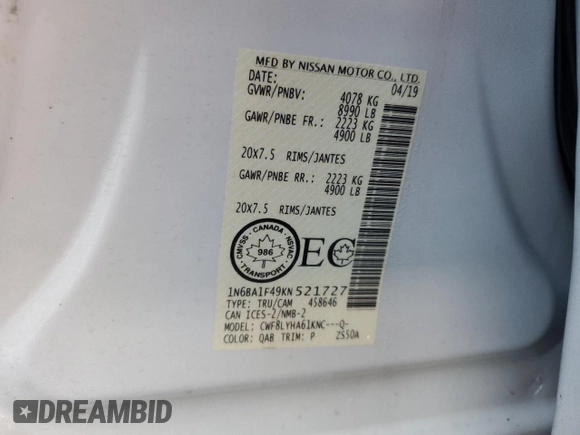 MFD BY NISSAN MOTOR CO., LTD.
DATE: 04/19
GVWR/PNBV: 4078 KG
8990 LB
GAWR/PNBE FR.: 2223 KG
4900 LB
20X7.5 RIMS/JANTES
GAWR/PNBE RR.: 2223 KG
4900 LB
20X7.5 RIMS/JANTES
CMVSS - CANADA - NSVAC
986
TRANSPORT
EC
1N6BA1F49KN521727
TYPE: TRU/CAM 458646
CAN ICES-2/NMB-2
MODEL: CWF8LYHA61KNC---Q-
COLOR: QAB TRIM: P ZS50A
DREAMBID